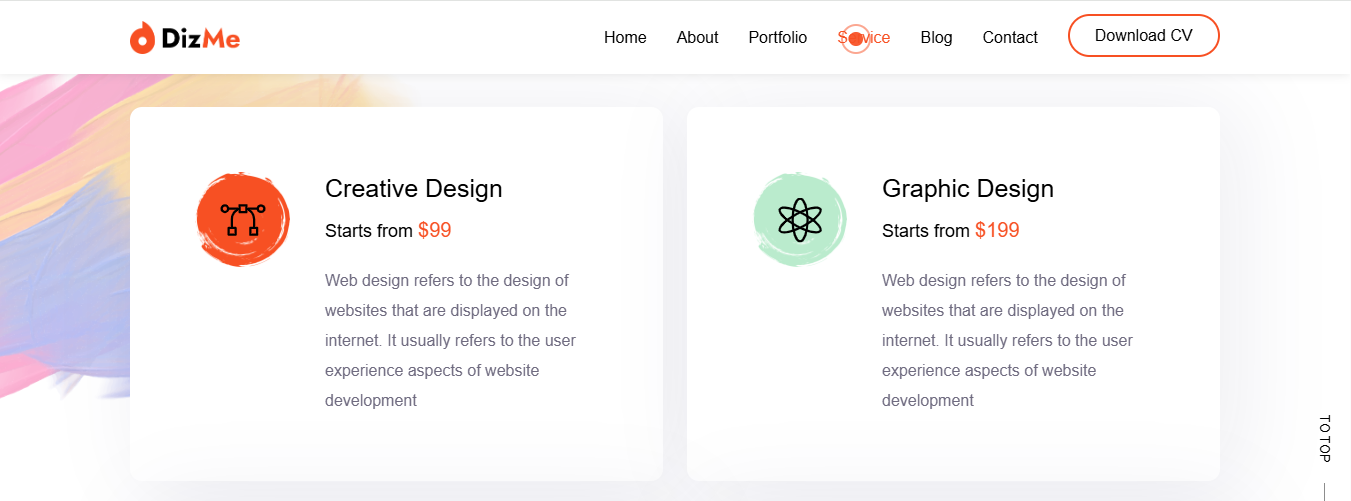 DizMe
Home
About
Portfolio
Service
Blog
Contact
Download CV
Creative Design
Starts from $99
Web design refers to the design of
websites that are displayed on the
internet. It usually refers to the user
experience aspects of website
development
Graphic Design
Starts from $199
Web design refers to the design of
websites that are displayed on the
internet. It usually refers to the user
experience aspects of website
development
TO TOP